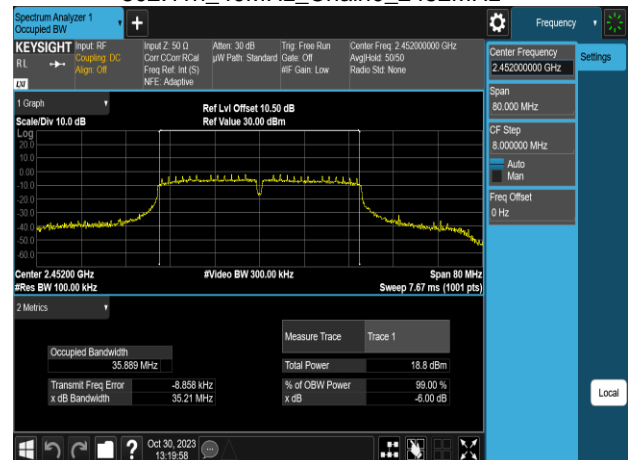 Spectrum Analyzer 1
Occupied BW
Frequency
KEYSIGHT
RL
LXI
Input: RF
Coupling: DC
Align: Off
Input Z: 50 Ω
Corr CCorr RCal
Freq Ref: Int (S)
NFE: Adaptive
Atten: 30 dB
µW Path: Standard
Trig: Free Run
Gate: Off
#IF Gain: Low
Center Freq: 2.452000000 GHz
Avg|Hold: 50/50
Radio Std: None
Center Frequency
2.452000000 GHz
Settings
Span
80.000 MHz
CF Step
8.000000 MHz
Auto
Man
Freq Offset
0 Hz
Local
1 Graph
Scale/Div 10.0 dB
Ref Lvl Offset 10.50 dB
Ref Value 30.00 dBm
Log
20.0
10.0
0.00
-10.0
-20.0
-30.0
-40.0
-50.0
-60.0
Center 2.45200 GHz
#Video BW 300.00 kHz
Span 80 MHz
#Res BW 100.00 kHz
Sweep 7.67 ms (1001 pts)
2 Metrics
Measure Trace
Trace 1
Occupied Bandwidth
35.889 MHz
Total Power
18.8 dBm
Transmit Freq Error
-8.858 kHz
% of OBW Power
99.00 %
x dB Bandwidth
35.21 MHz
x dB
-6.00 dB
Oct 30, 2023
13:19:58